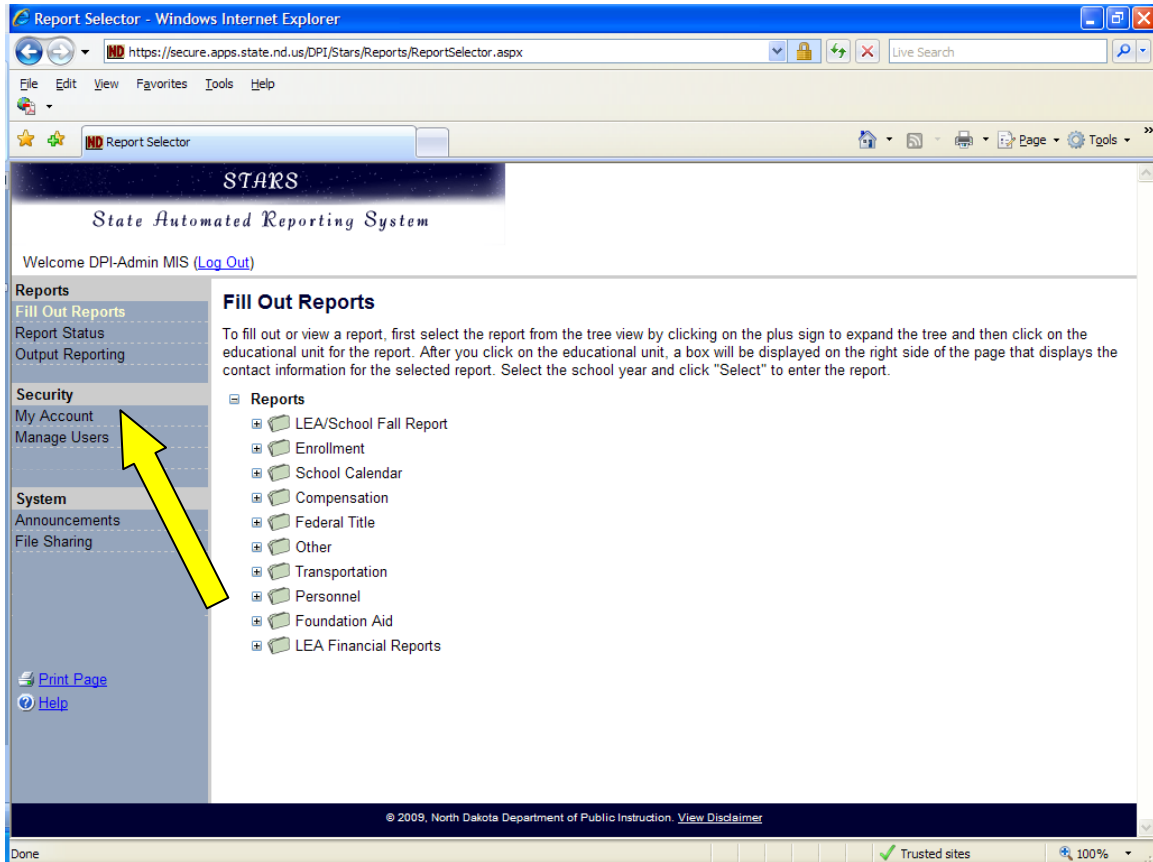 Report Selector - Windows Internet Explorer
ND https://secure.apps.state.nd.us/DPI/Stars/Reports/ReportSelector.aspx
Live Search
File Edit View Favorites Tools Help
ND Report Selector
Page Tools »
STARS
State Automated Reporting System
Welcome DPI-Admin MIS (Log Out)
Reports
Fill Out Reports
Report Status
Output Reporting
Security
My Account
Manage Users
System
Announcements
File Sharing
Print Page
Help
Fill Out Reports
To fill out or view a report, first select the report from the tree view by clicking on the plus sign to expand the tree and then click on the
educational unit for the report. After you click on the educational unit, a box will be displayed on the right side of the page that displays the
contact information for the selected report. Select the school year and click "Select" to enter the report.
Reports
LEA/School Fall Report
Enrollment
School Calendar
Compensation
Federal Title
Other
Transportation
Personnel
Foundation Aid
LEA Financial Reports
© 2009, North Dakota Department of Public Instruction. View Disclaimer
Done
Trusted sites
100%